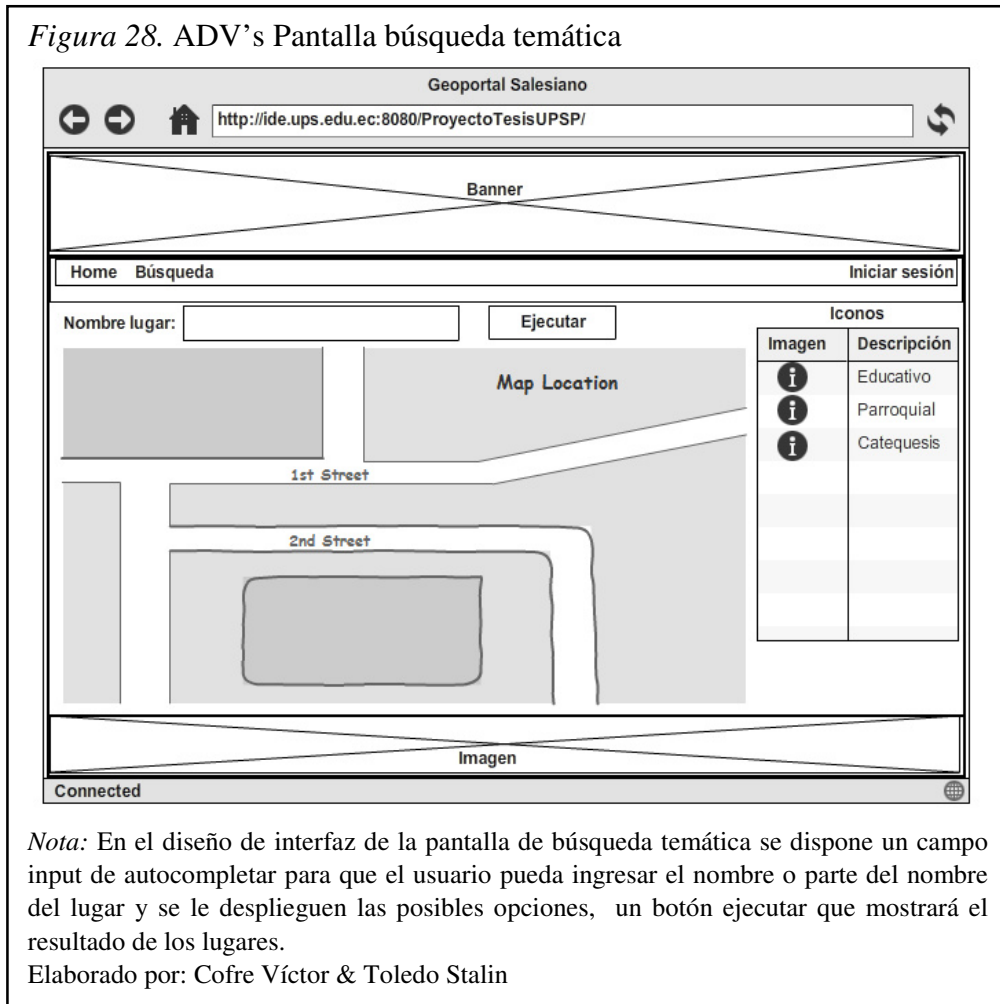 Figura 28. ADV's Pantalla búsqueda temática
Geoportal Salesiano
http://ide.ups.edu.ec:8080/ProyectoTesisUPSP/
Banner
Home Búsqueda Iniciar sesión
Nombre lugar: Ejecutar
Iconos
Imagen Descripción
Educativo
Parroquial
Catequesis
Map Location
1st Street
2nd Street
Imagen
Connected
Nota: En el diseño de interfaz de la pantalla de búsqueda temática se dispone un campo
input de autocompletar para que el usuario pueda ingresar el nombre o parte del nombre
del lugar y se le desplieguen las posibles opciones, un botón ejecutar que mostrará el
resultado de los lugares.
Elaborado por: Cofre Víctor & Toledo Stalin